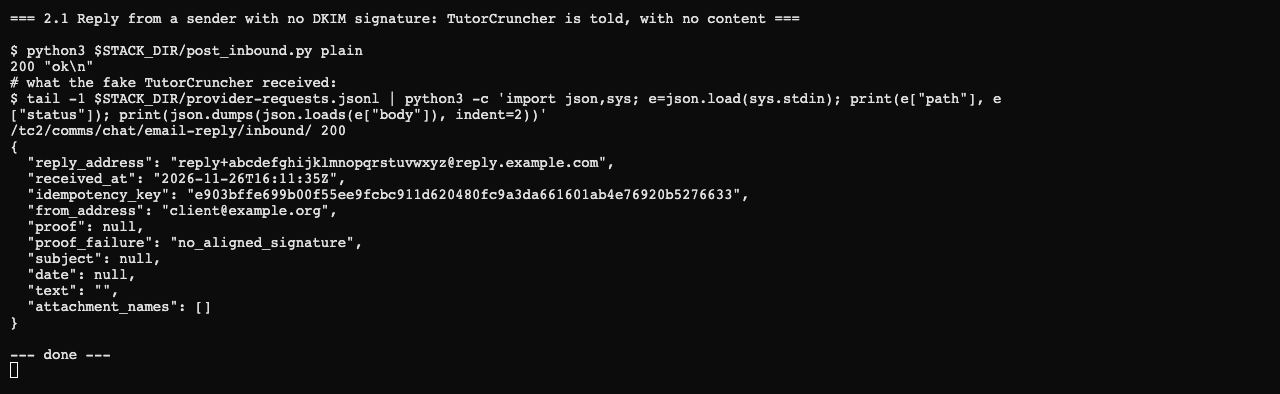 === 2.1 Reply from a sender with no DKIM signature: TutorCruncher is told, with no content ===
$ python3 $STACK_DIR/post_inbound.py plain
200 "ok\n"
# what the fake TutorCruncher received:
$ tail -1 $STACK_DIR/provider-requests.jsonl | python3 -c 'import json,sys; e=json.load(sys.stdin); print(e["path"], e
["status"]); print(json.dumps(json.loads(e["body"]), indent=2))'
/tc2/comms/chat/email-reply/inbound/ 200
{
  "reply_address": "reply+abcdefghijklmnopqrstuvwxyz@reply.example.com",
  "received_at": "2026-11-26T16:11:35Z",
  "idempotency_key": "e903bffe699b00f55ee9fcbc911d620480fc9a3da661601ab4e76920b5276633",
  "from_address": "client@example.org",
  "proof": null,
  "proof_failure": "no_aligned_signature",
  "subject": null,
  "date": null,
  "text": "",
  "attachment_names": []
}
--- done ---